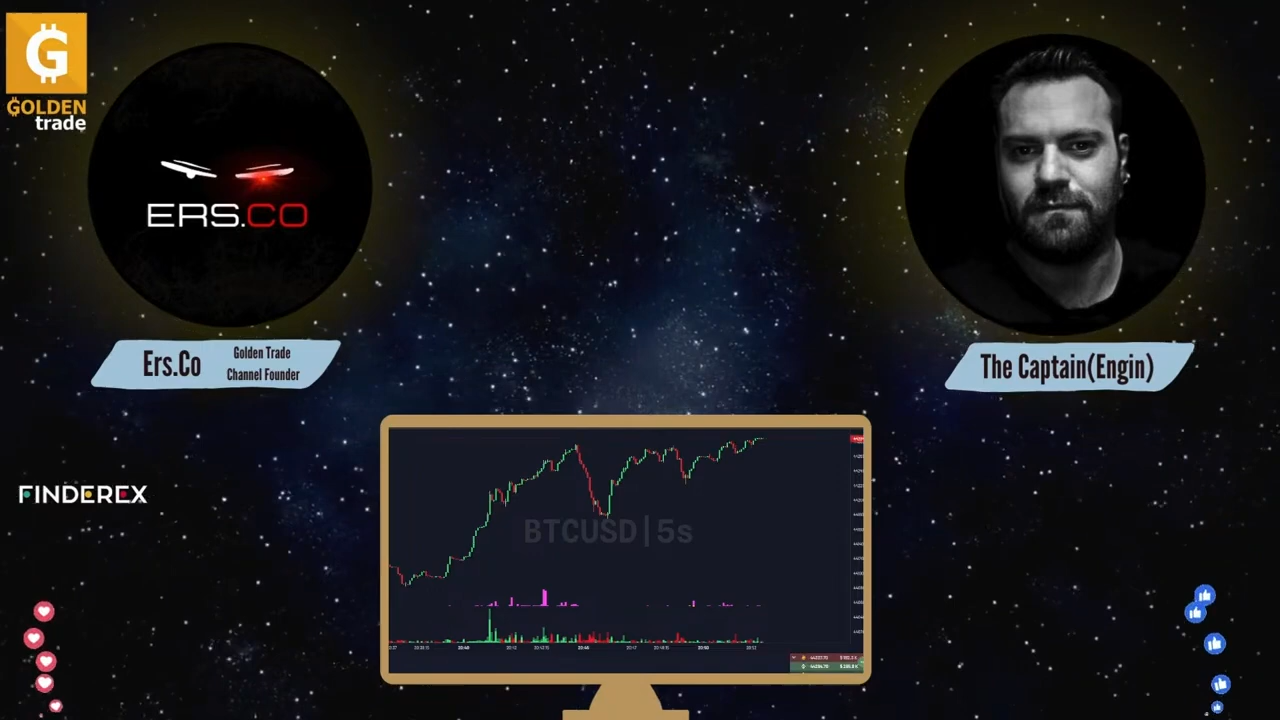 GOLDEN
trade
ERS.CO
Ers.Co
Golden Trade
Channel Founder
The Captain(Engin)
FINDEREX
BTCUSD|5s